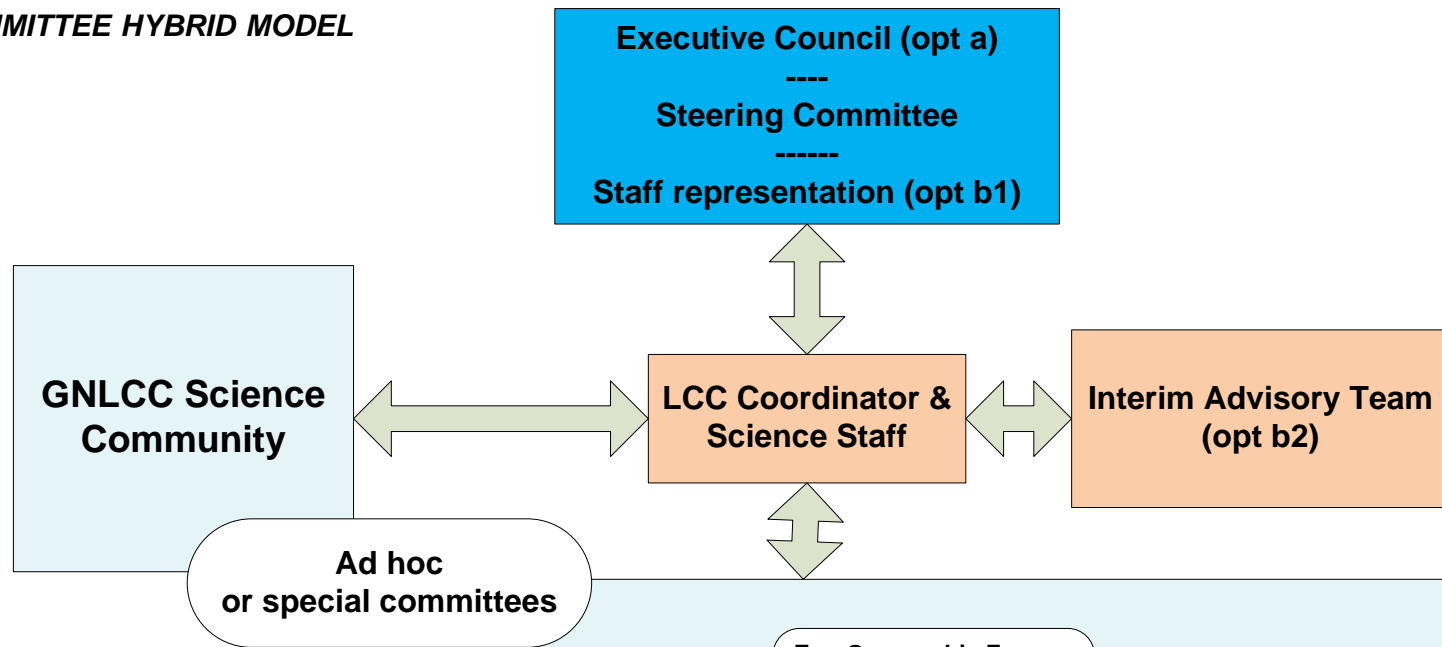 MITTEE HYBRID MODEL
Executive Council (opt a)
----
Steering Committee
------
Staff representation (opt b1)
GNLCC Science
Community
LCC Coordinator &
Science Staff
Interim Advisory Team
(opt b2)
Ad hoc
or special committees